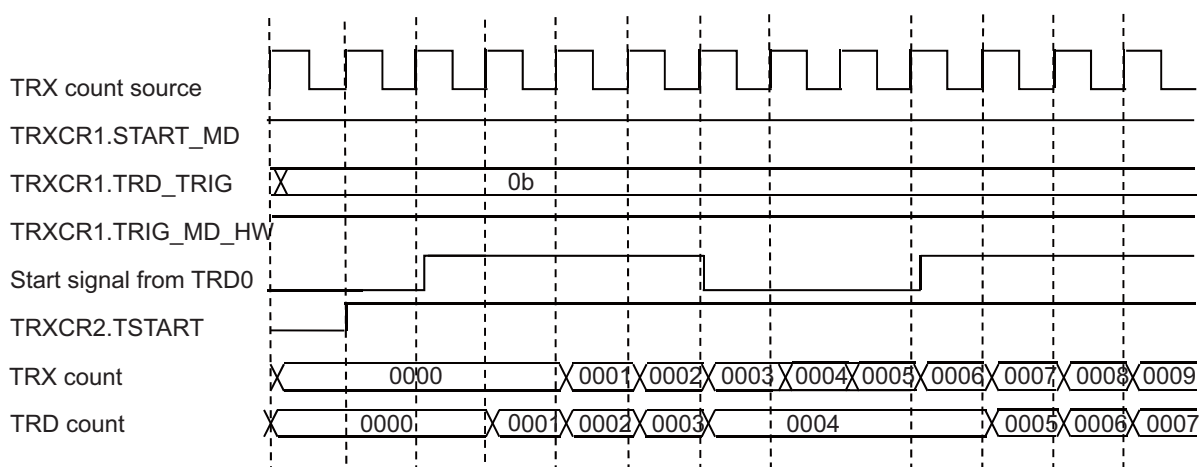 TRX count source
TRXCR1.START_MD
TRXCR1.TRD_TRIG 0b
TRXCR1.TRIG_MD_HW
Start signal from TRD0
TRXCR2.TSTART
TRX count 0000 0001 0002 0003 0004 0005 0006 0007 0008 0009
TRD count 0000 0001 0002 0003 0004 0005 0006 0007